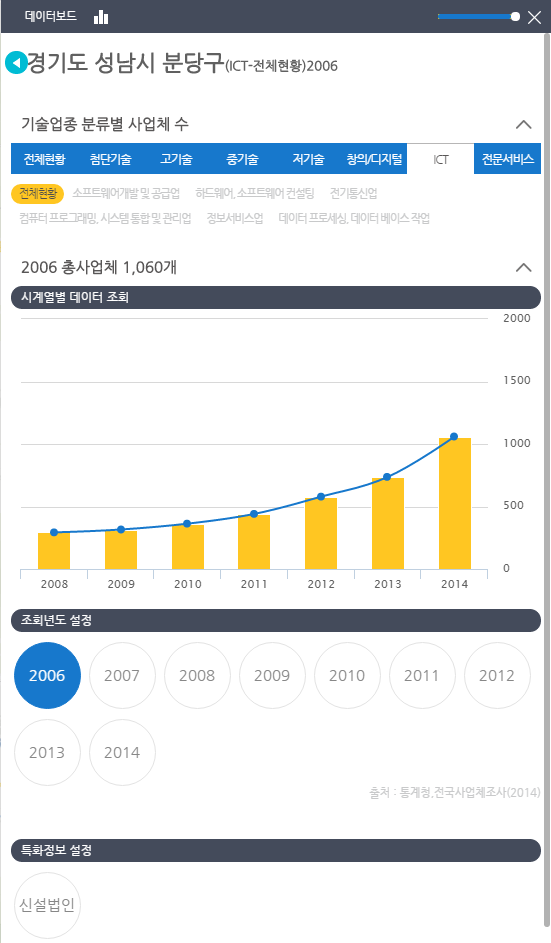 데이터보드
경기도 성남시 분당구(ICT-전체현황)2006
기술업종 분류별 사업체 수
전체현황 첨단기술 고기술 중기술 저기술 창의/디지털 ICT 전문서비스
전체현황 소프트웨어개발 및 공급업 하드웨어, 소프트웨어 컨설팅 전기통신업
컴퓨터 프로그래밍, 시스템 통합 및 관리업 정보서비스업 데이터 프로세싱, 데이터 베이스 작업
2006 총사업체 1,060개
시계열별 데이터 조회
2000
1500
1000
500
0
2008 2009 2010 2011 2012 2013 2014
조회년도 설정
2006 2007 2008 2009 2010 2011 2012
2013 2014
출처 : 통계청,전국사업체조사(2014)
특화정보 설정
신설법인